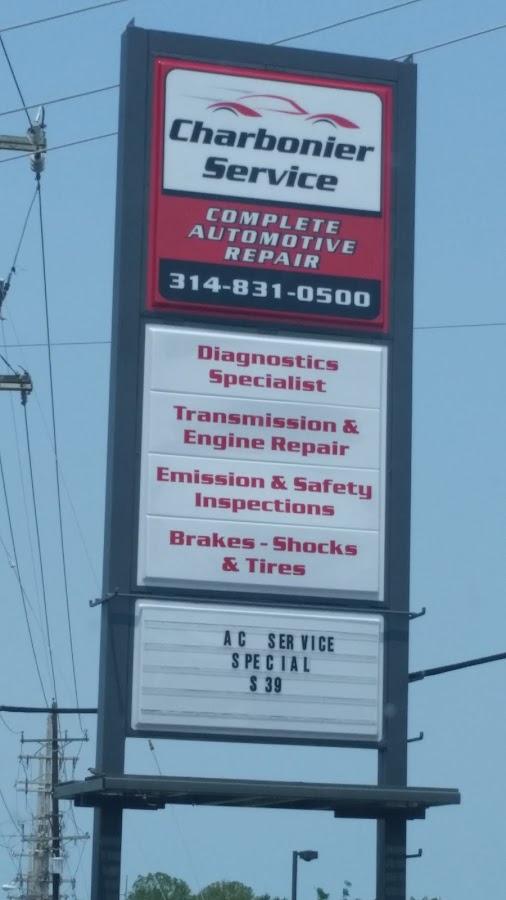 Charbonier
Service
COMPLETE
AUTOMOTIVE
REPAIR
314-831-0500
Diagnostics
Specialist
Transmission &
Engine Repair
Emission & Safety
Inspections
Brakes - Shocks
& Tires
AC SERVICE
SPECIAL
S39